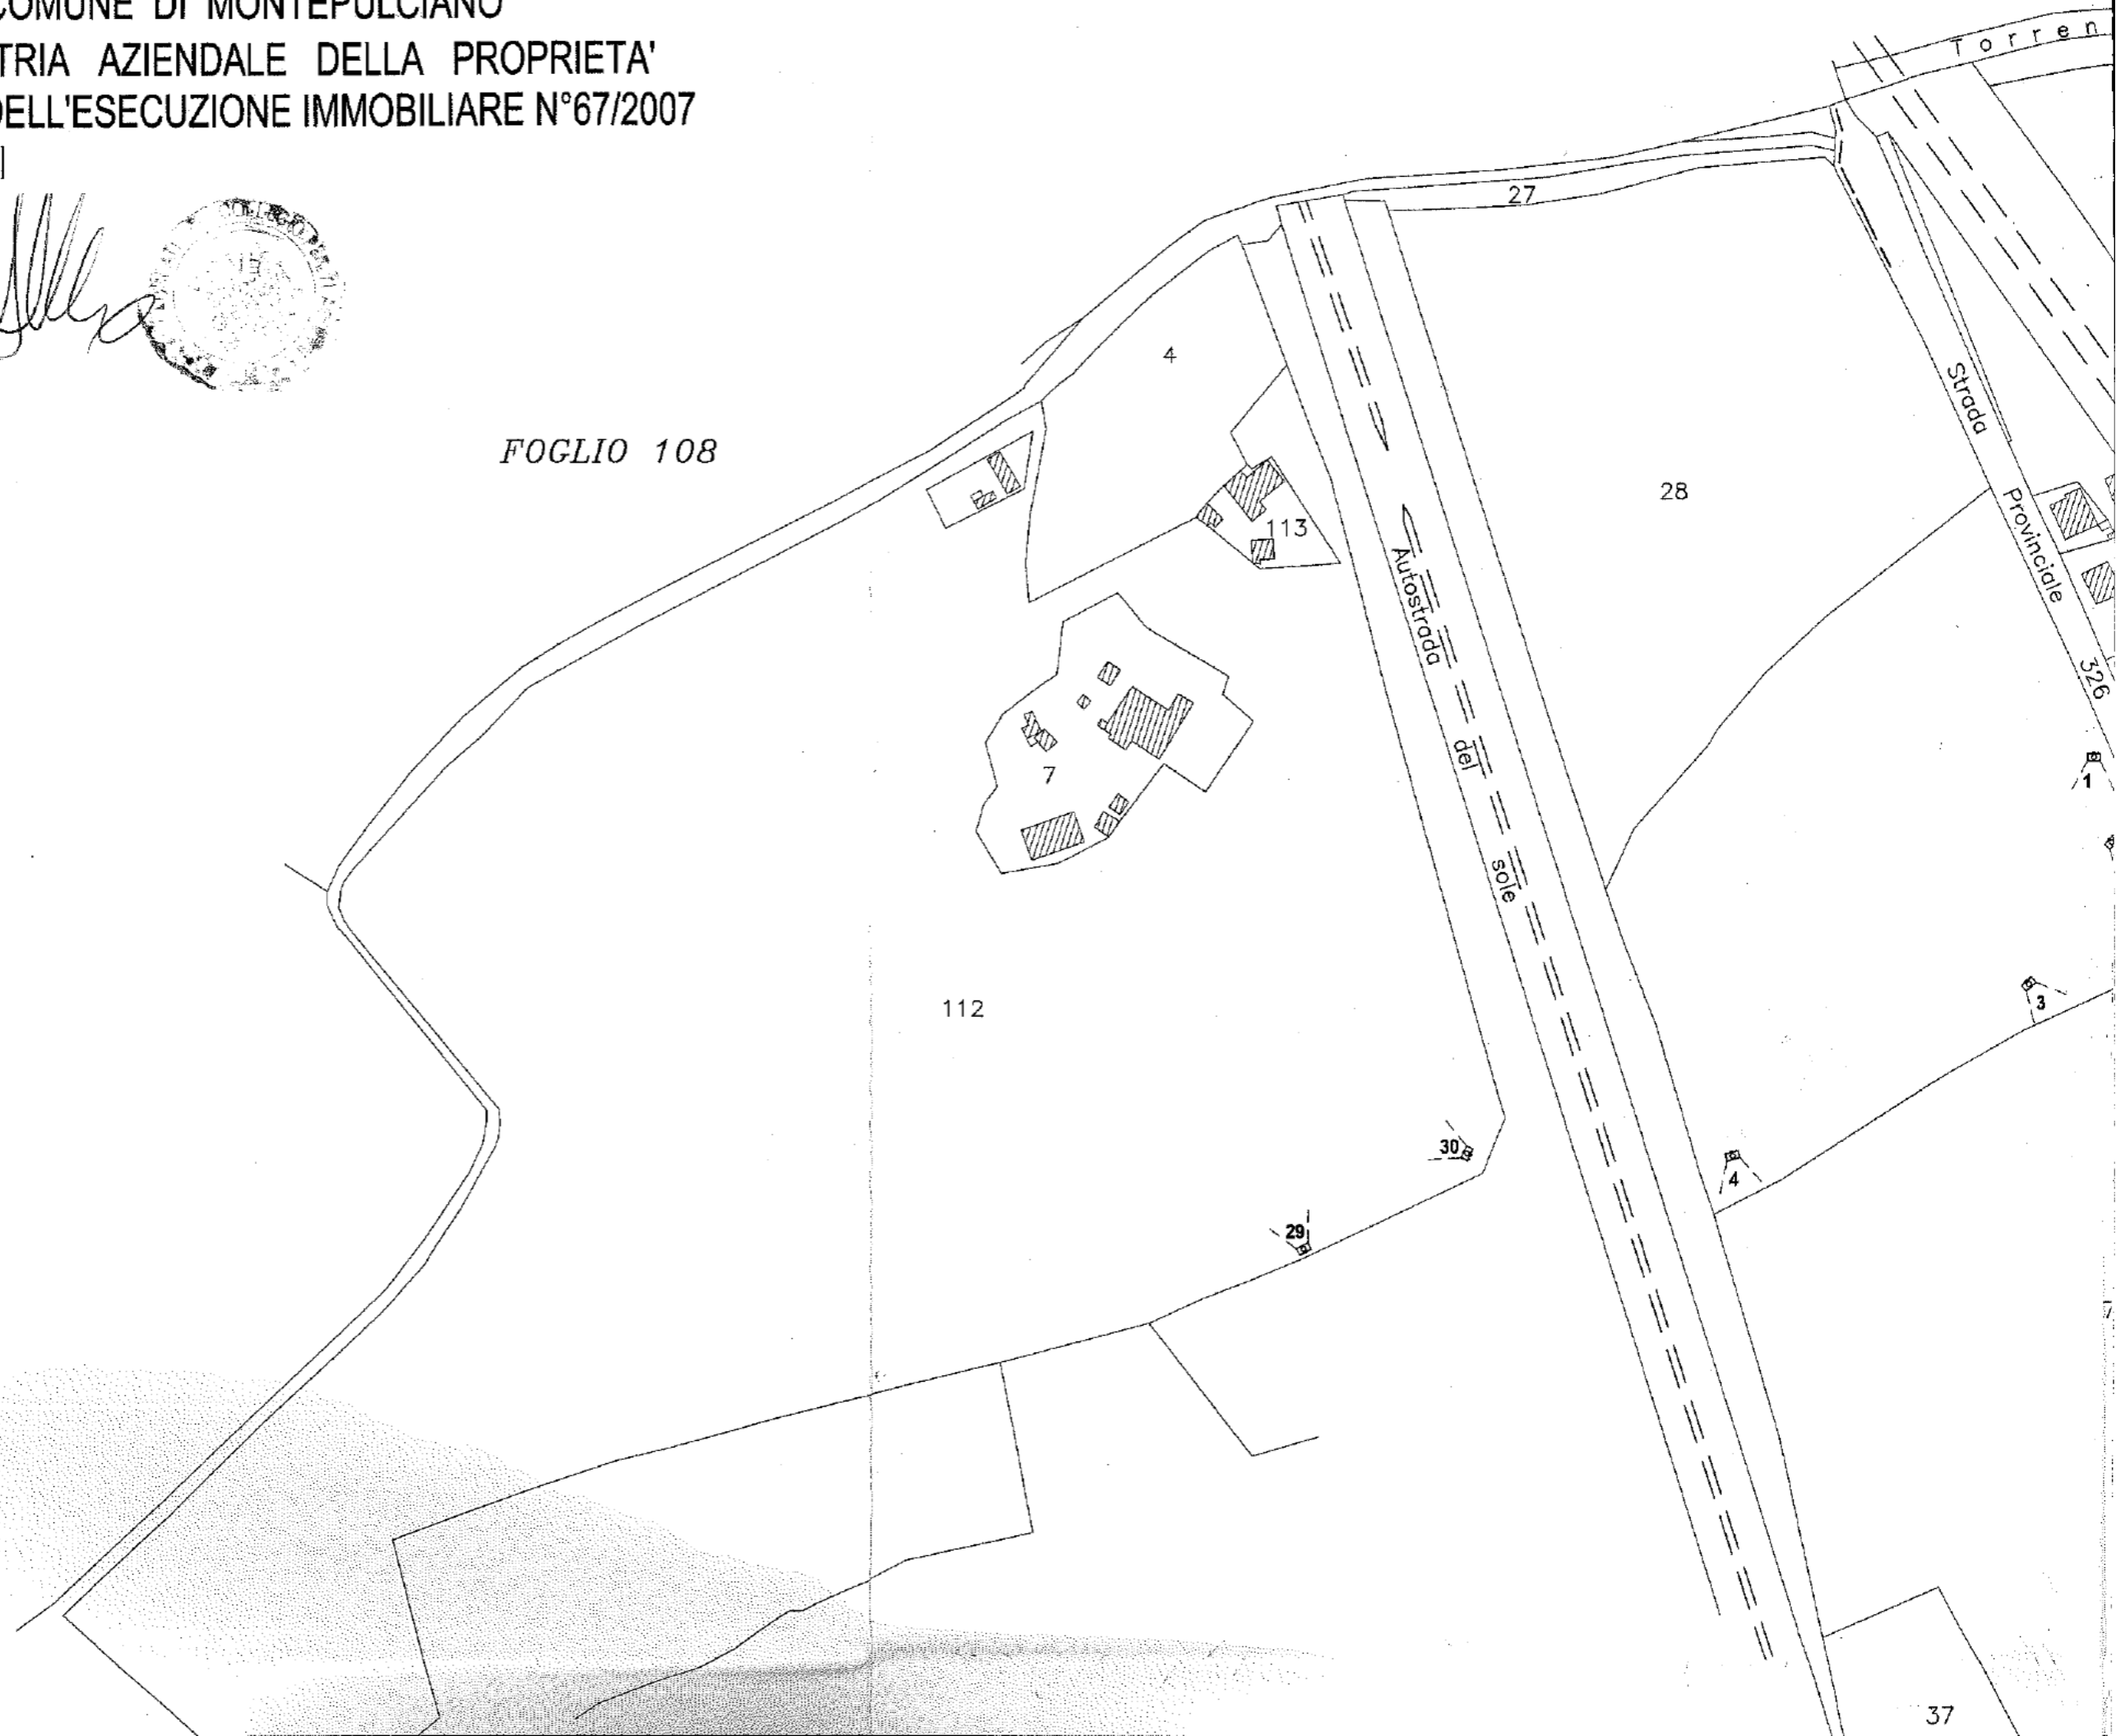 COMUNE DI MONTEPULCIANO
TRIA AZIENDALE DELLA PROPRIETA'
DELL'ESECUZIONE IMMOBILIARE N°67/2007
]
Torren
27
4
FOGLIO 108
Strada
28
113
Provinciale
Autostrada
326
del
7
1
sole
3
112
30
4
29
37